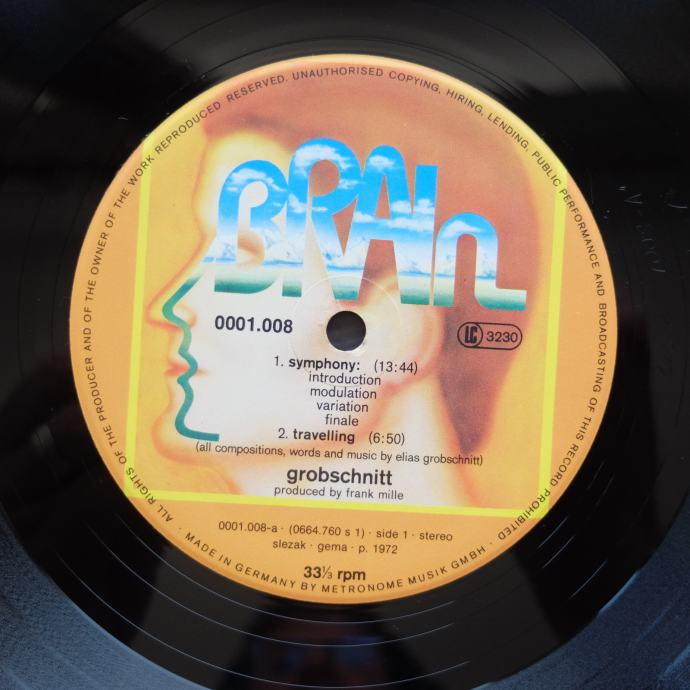 ALL RIGHTS OF THE PRODUCER AND OF THE OWNER OF THE WORK REPRODUCED RESERVED. UNAUTHORISED COPYING, HIRING, LENDING, PUBLIC PERFORMANCE AND BROADCASTING OF THIS RECORD PROHIBITED ·
BRAIn
0001.008
LC 3230
1. symphony: (13:44)
introduction
modulation
variation
finale
2. travelling (6:50)
(all compositions, words and music by elias grobschnitt)
grobschnitt
produced by frank mille
0001.008-a · (0664.760 s 1) · side 1 · stereo
slezak · gema · p. 1972
33⅓ rpm
· MADE IN GERMANY BY METRONOME MUSIK GMBH ·